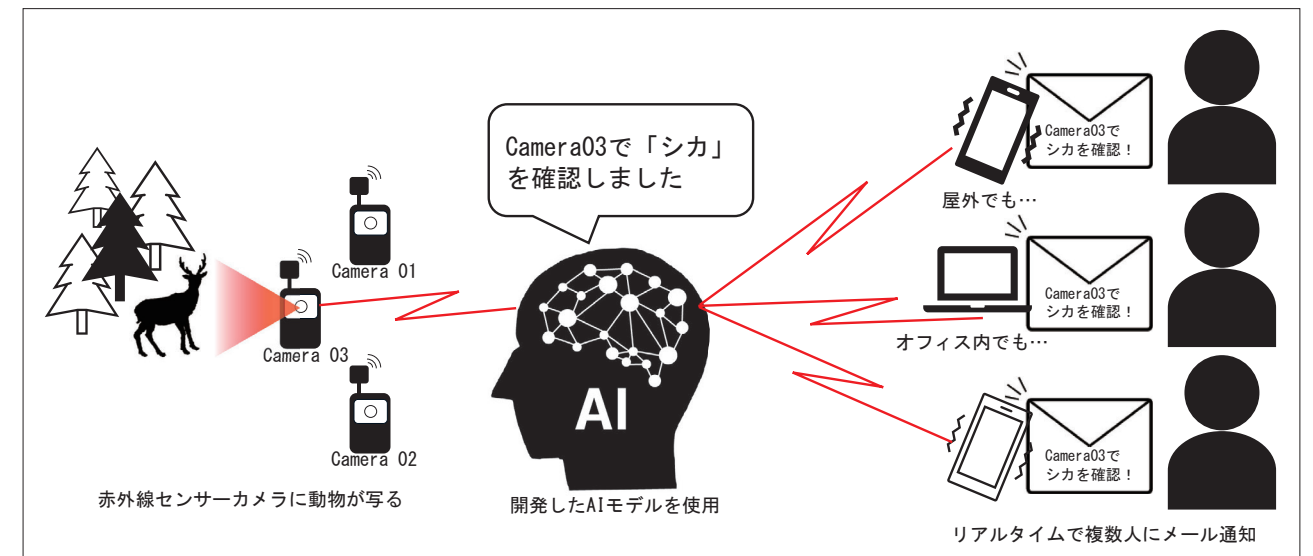 Camera 01
Camera 03
Camera 02
赤外線センサーカメラに動物が写る
Camera03で「シカ」
を確認しました
AI
開発したAIモデルを使用
Camera03で
シカを確認！
屋外でも…
Camera03で
シカを確認！
オフィス内でも…
Camera03で
シカを確認！
リアルタイムで複数人にメール通知